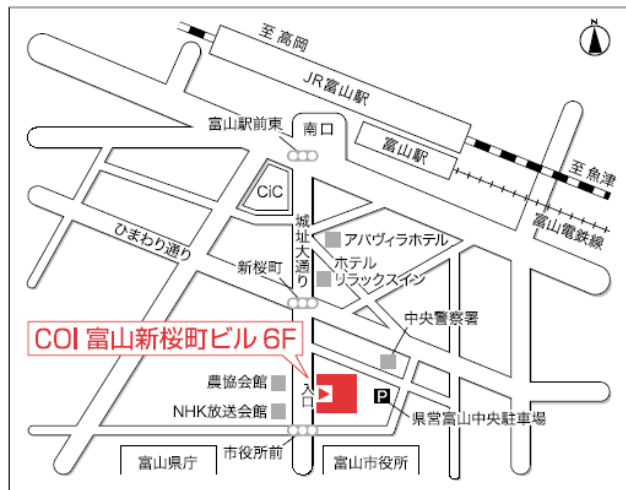 N
至 高岡
JR富山駅
富山駅前東
南口
富山駅
至 魚津
CiC
富山電鉄線
城址大通り
アパヴィラホテル
ひまわり通り
ホテル
リラックスイン
新桜町
中央警察署
COI 富山新桜町ビル 6F
農協会館
入口
NHK放送会館
P
県営富山中央駐車場
市役所前
富山県庁
富山市役所